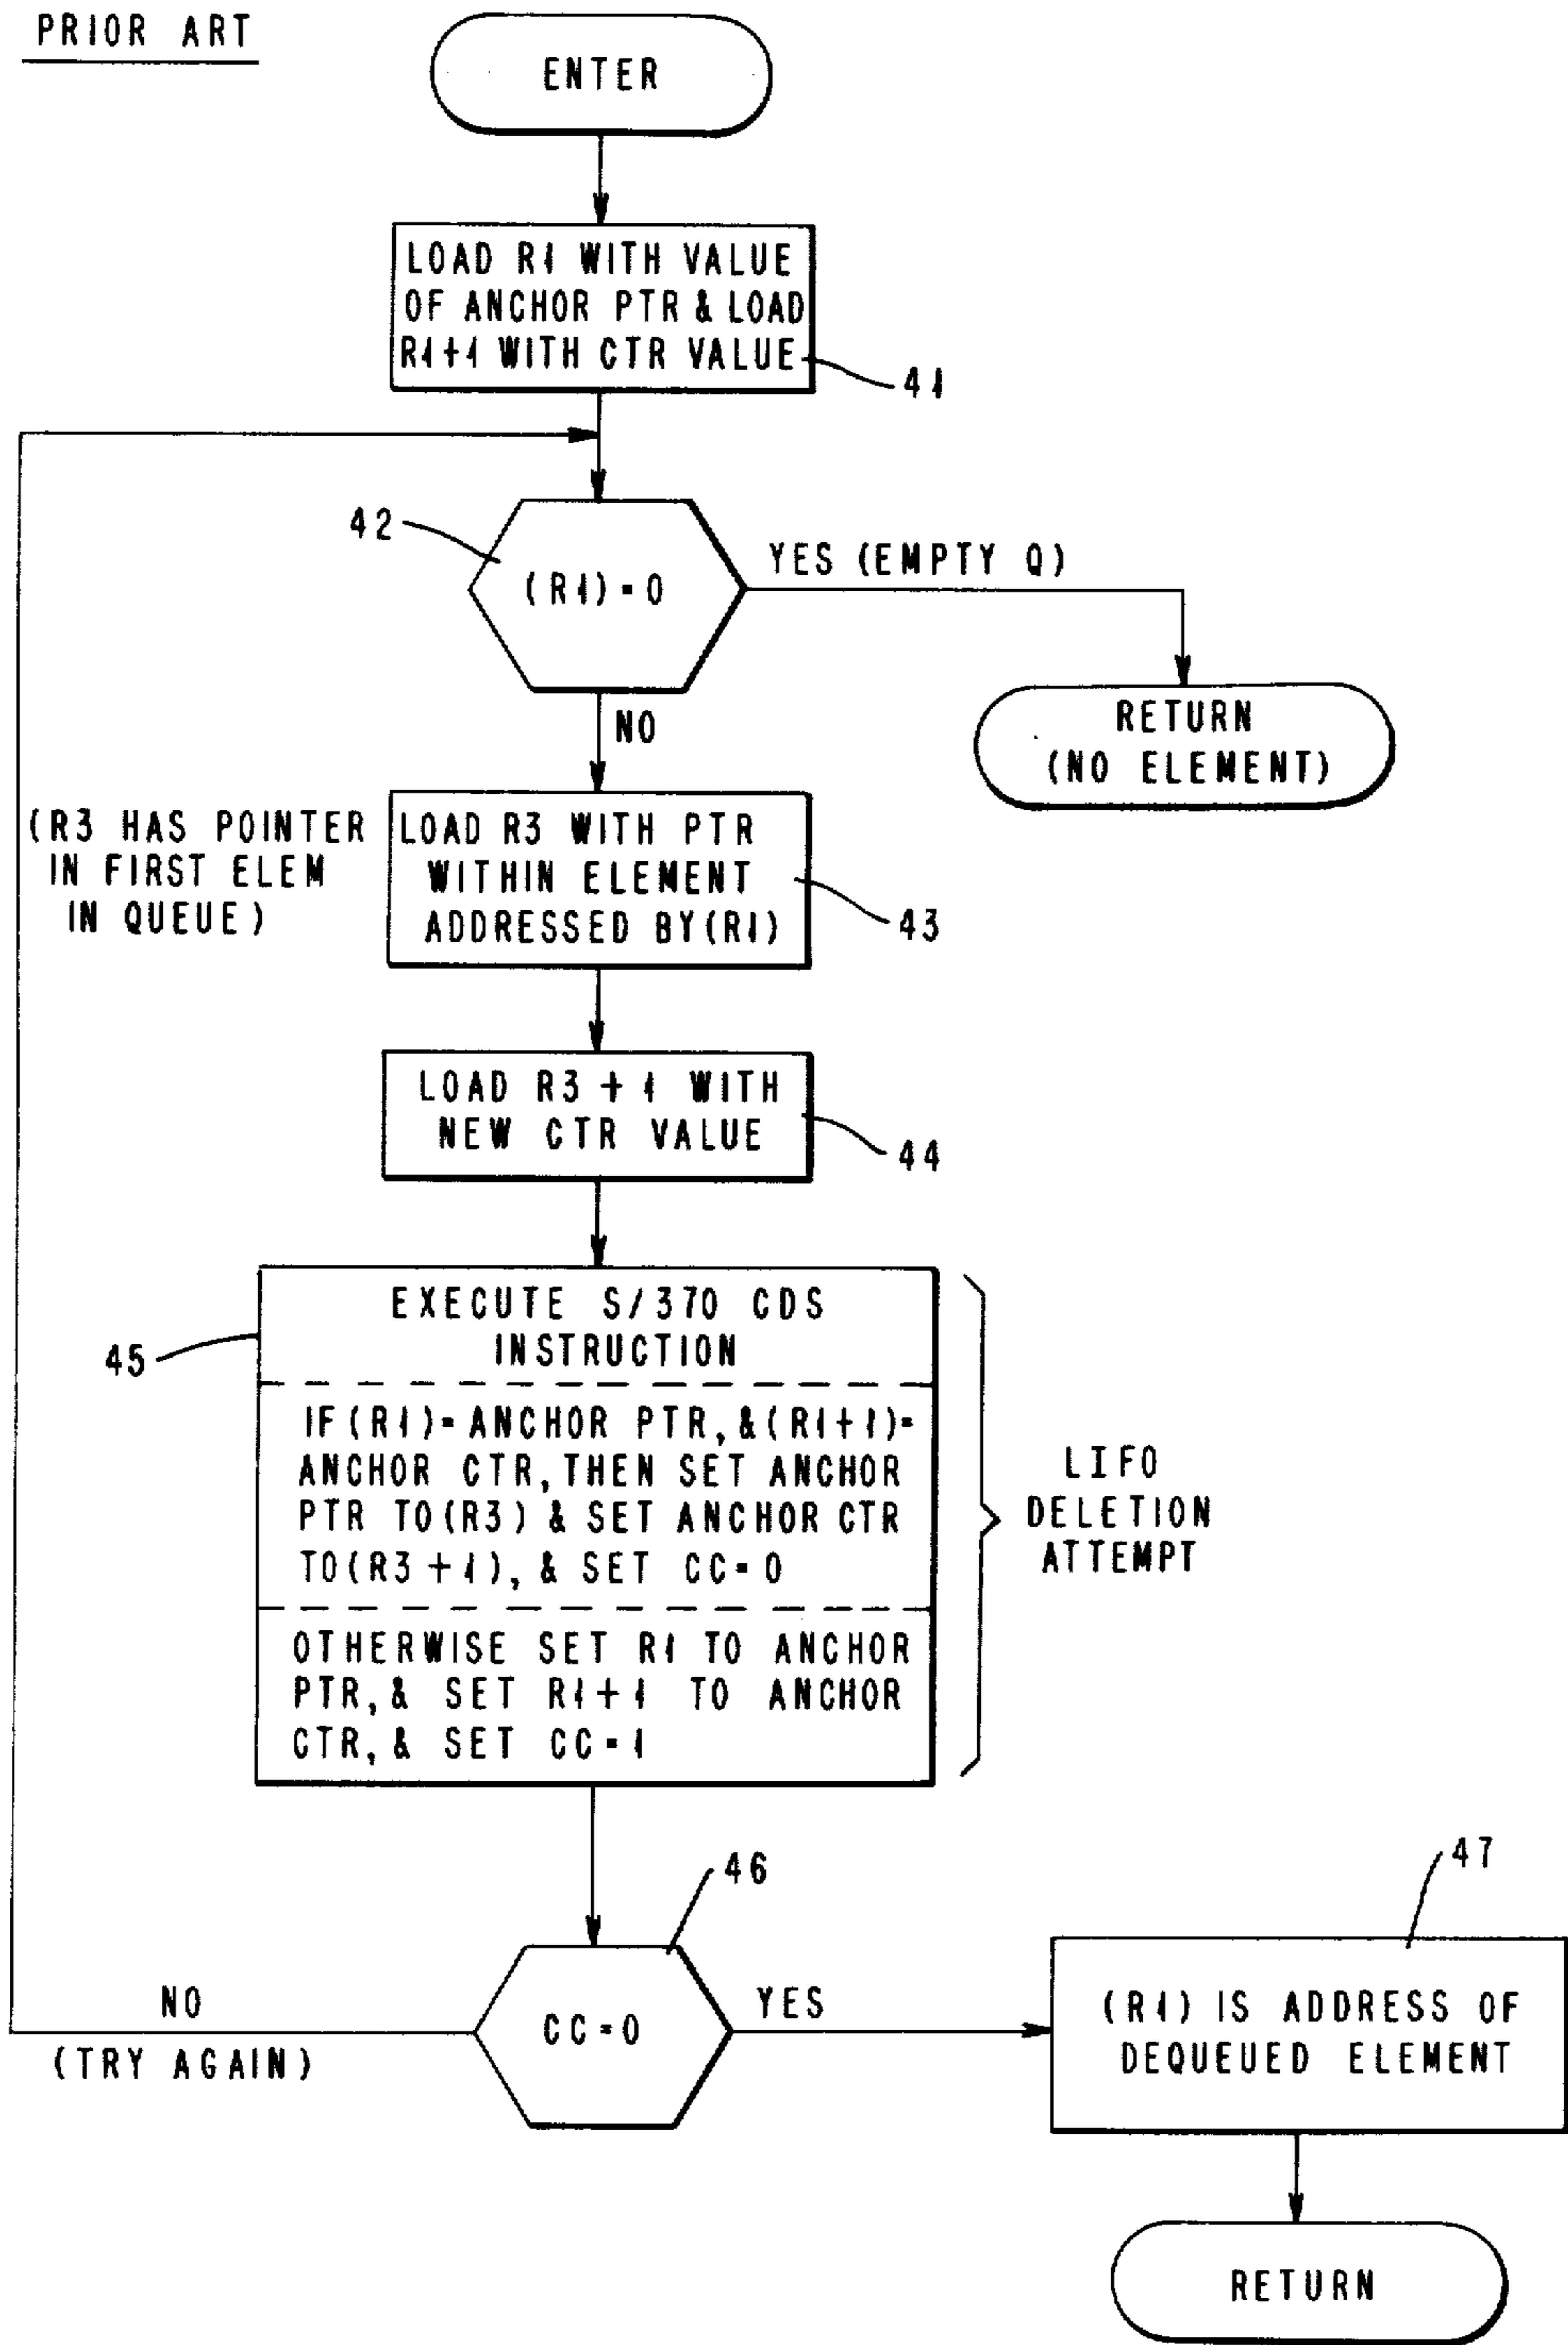 PRIOR ART
ENTER
LOAD R1 WITH VALUE
OF ANCHOR PTR & LOAD
R1+1 WITH CTR VALUE
41
42
(R1)=0
YES (EMPTY Q)
RETURN
(NO ELEMENT)
NO
(R3 HAS POINTER
IN FIRST ELEM
IN QUEUE)
LOAD R3 WITH PTR
WITHIN ELEMENT
ADDRESSED BY(R1)
43
LOAD R3 + 1 WITH
NEW CTR VALUE
44
45
EXECUTE S/370 CDS
INSTRUCTION
IF(R1)=ANCHOR PTR,&(R1+1)=
ANCHOR CTR,THEN SET ANCHOR
PTR TO(R3) & SET ANCHOR CTR
TO(R3+1),& SET CC=0
OTHERWISE SET R1 TO ANCHOR
PTR,& SET R1+1 TO ANCHOR
CTR,& SET CC=1
LIFO
DELETION
ATTEMPT
46
CC=0
NO
(TRY AGAIN)
YES
47
(R1) IS ADDRESS OF
DEQUEUED ELEMENT
RETURN